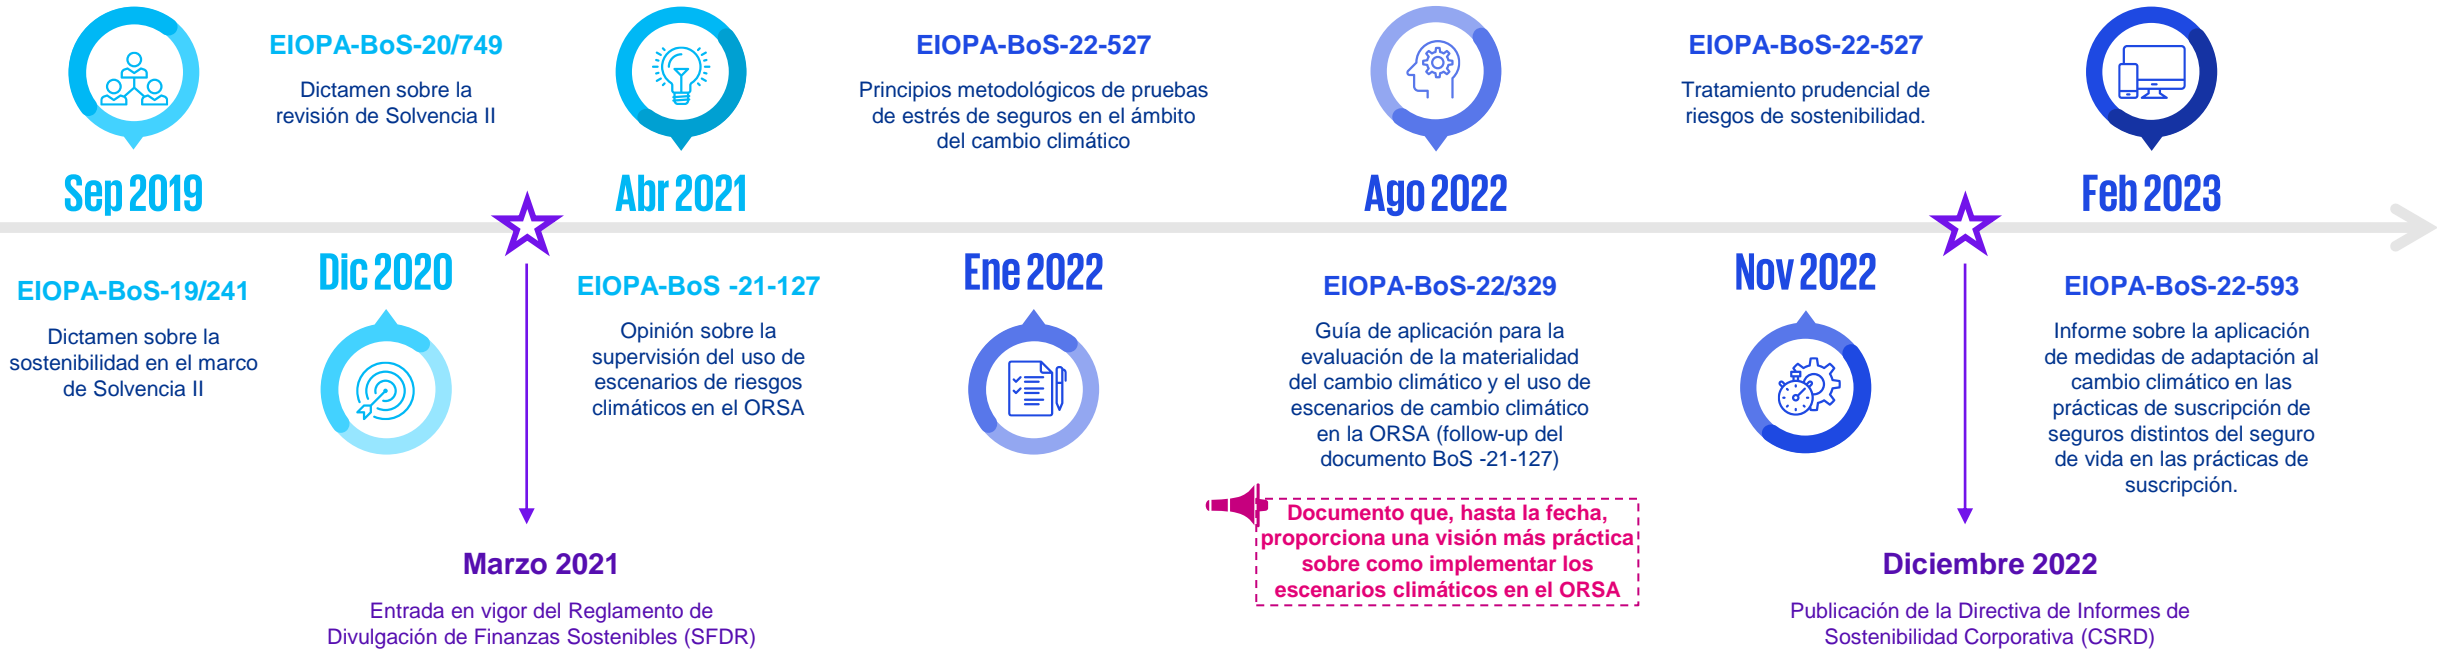 Sep 2019
EIOPA-BoS-19/241
Dictamen sobre la
sostenibilidad en el marco
de Solvencia II
EIOPA-BoS-20/749
Dictamen sobre la
revisión de Solvencia II
Dic 2020
Marzo 2021
Entrada en vigor del Reglamento de
Divulgación de Finanzas Sostenibles (SFDR)
Abr 2021
EIOPA-BoS -21-127
Opinión sobre la
supervisión del uso de
escenarios de riesgos
climáticos en el ORSA
EIOPA-BoS-22-527
Principios metodológicos de pruebas
de estrés de seguros en el ámbito
del cambio climático
Ene 2022
Ago 2022
EIOPA-BoS-22/329
Guía de aplicación para la
evaluación de la materialidad
del cambio climático y el uso de
escenarios de cambio climático
en la ORSA (follow-up del
documento BoS -21-127)
Documento que, hasta la fecha,
proporciona una visión más práctica
sobre como implementar los
escenarios climáticos en el ORSA
EIOPA-BoS-22-527
Tratamiento prudencial de
riesgos de sostenibilidad.
Nov 2022
Diciembre 2022
Publicación de la Directiva de Informes de
Sostenibilidad Corporativa (CSRD)
Feb 2023
EIOPA-BoS-22-593
Informe sobre la aplicación
de medidas de adaptación al
cambio climático en las
prácticas de suscripción de
seguros distintos del seguro
de vida en las prácticas de
suscripción.